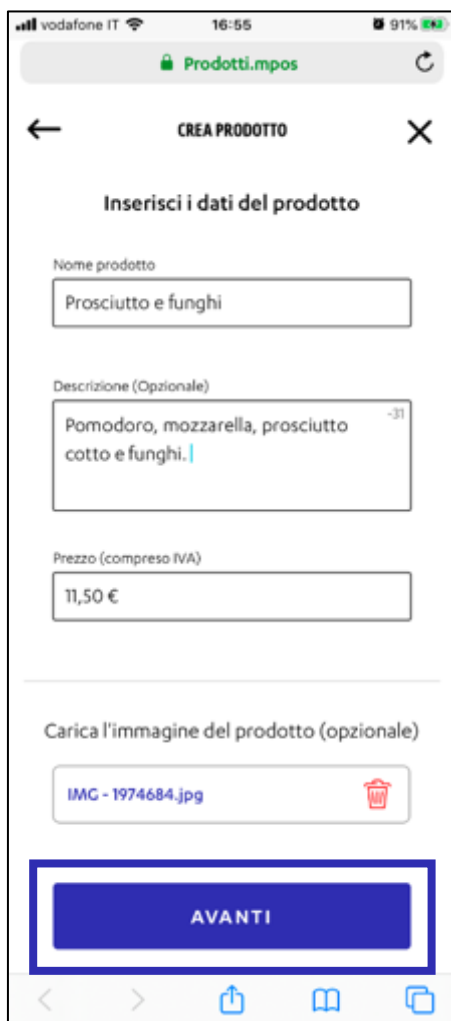 vodafone IT 16:55 91%
Prodotti.mpos
CREA PRODOTTO
Inserisci i dati del prodotto
Nome prodotto
Prosciutto e funghi
Descrizione (Opzionale)
Pomodoro, mozzarella, prosciutto -31
cotto e funghi.
Prezzo (compreso IVA)
11,50 €
Carica l'immagine del prodotto (opzionale)
IMG - 1974684.jpg
AVANTI